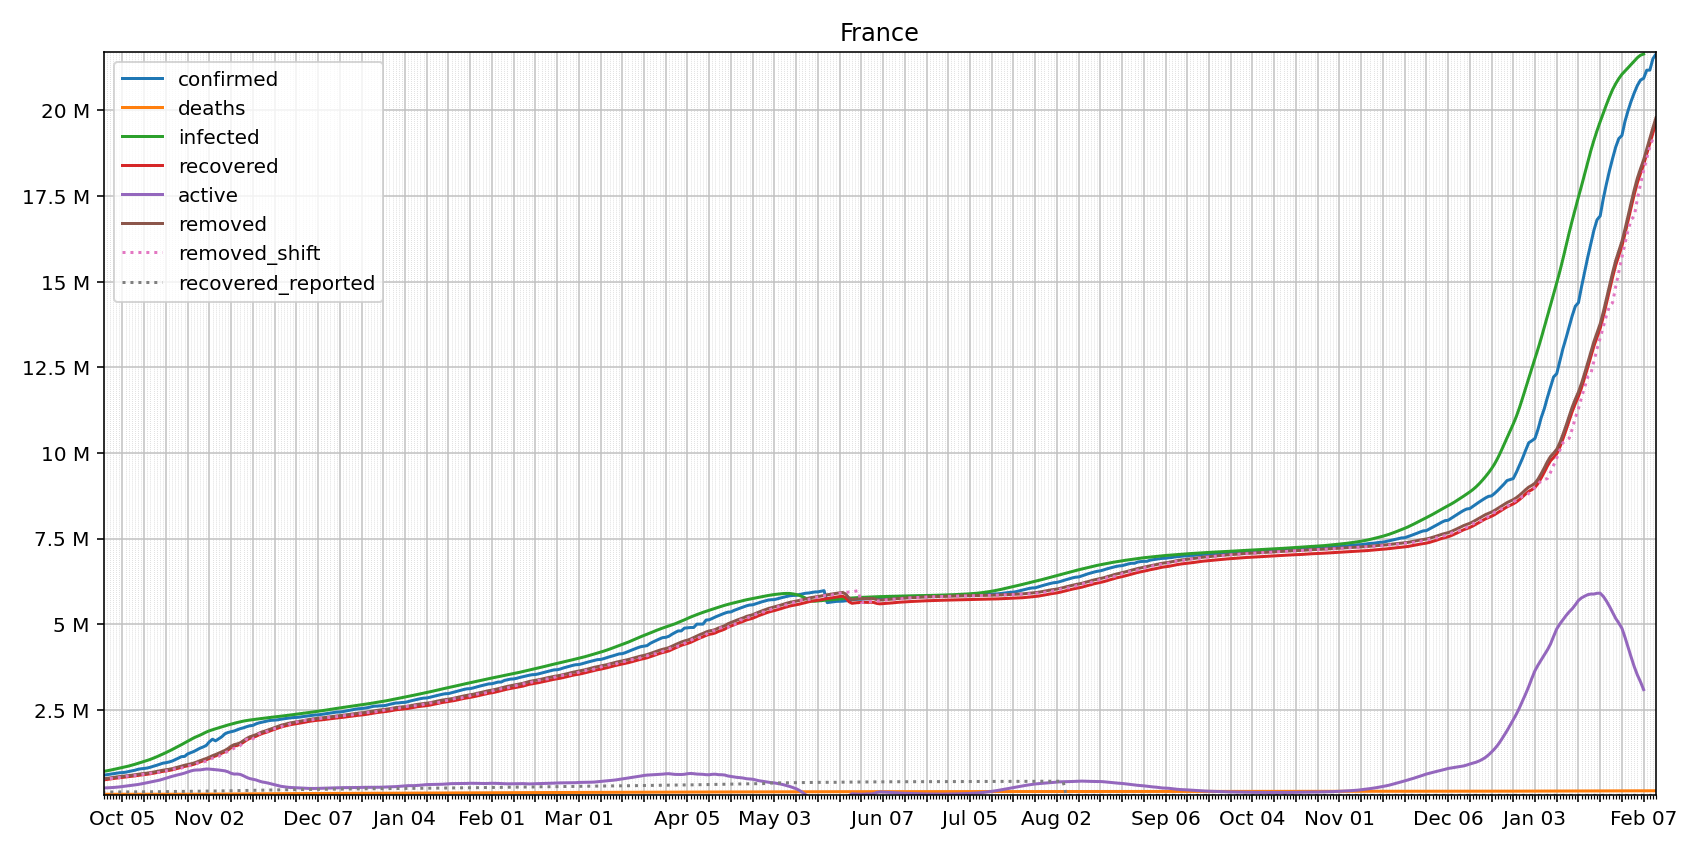 France
confirmed
deaths
infected
recovered
active
removed
removed_shift
recovered_reported
20 M
17.5 M
15 M
12.5 M
10 M
7.5 M
5 M
2.5 M
Oct 05 Nov 02 Dec 07 Jan 04 Feb 01 Mar 01 Apr 05 May 03 Jun 07 Jul 05 Aug 02 Sep 06 Oct 04 Nov 01 Dec 06 Jan 03 Feb 07